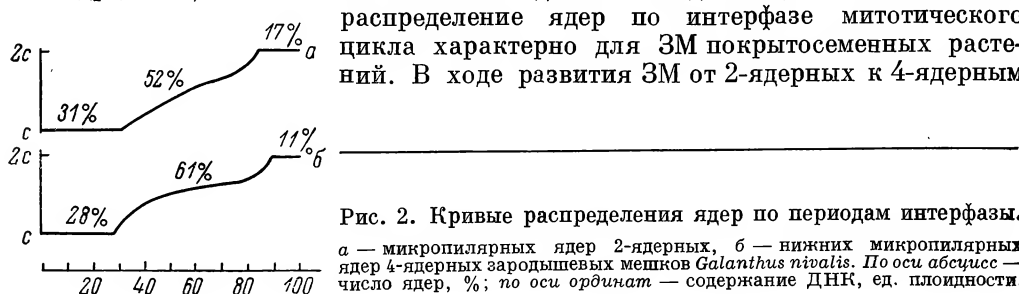 распределение ядер по интерфазе митотического
цикла характерно для ЗМ покрытосеменных расте-
ний. В ходе развития ЗМ от 2-ядерных к 4-ядерным
2c
17%
а
52%
31%
c
2c
11%
б
61%
28%
c
20 40 60 80 100
Рис. 2. Кривые распределения ядер по периодам интерфазы.
а — микропилярных ядер 2-ядерных, б — нижних микропилярных
ядер 4-ядерных зародышевых мешков Galanthus nivalis. По оси абсцисс —
число ядер, %; по оси ординат — содержание ДНК, ед. плоидности.